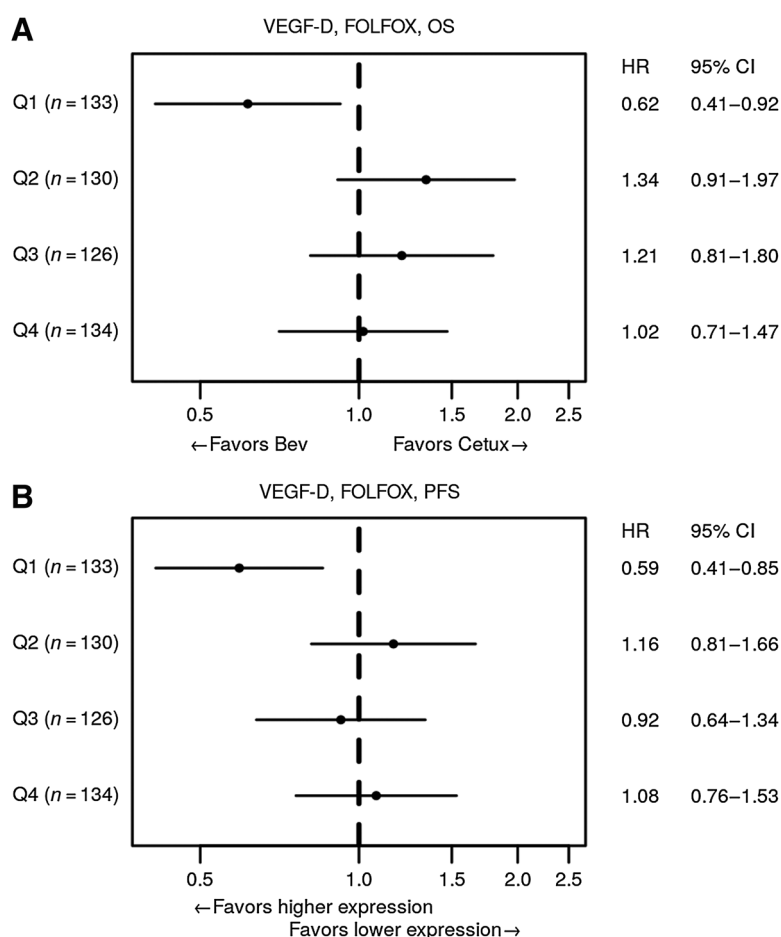 A
VEGF-D, FOLFOX, OS
HR 95% CI
Q1 (n = 133) 0.62 0.41–0.92
Q2 (n = 130) 1.34 0.91–1.97
Q3 (n = 126) 1.21 0.81–1.80
Q4 (n = 134) 1.02 0.71–1.47
0.5 1.0 1.5 2.0 2.5
←Favors Bev Favors Cetux→
B
VEGF-D, FOLFOX, PFS
HR 95% CI
Q1 (n = 133) 0.59 0.41–0.85
Q2 (n = 130) 1.16 0.81–1.66
Q3 (n = 126) 0.92 0.64–1.34
Q4 (n = 134) 1.08 0.76–1.53
0.5 1.0 1.5 2.0 2.5
←Favors higher expression
Favors lower expression→